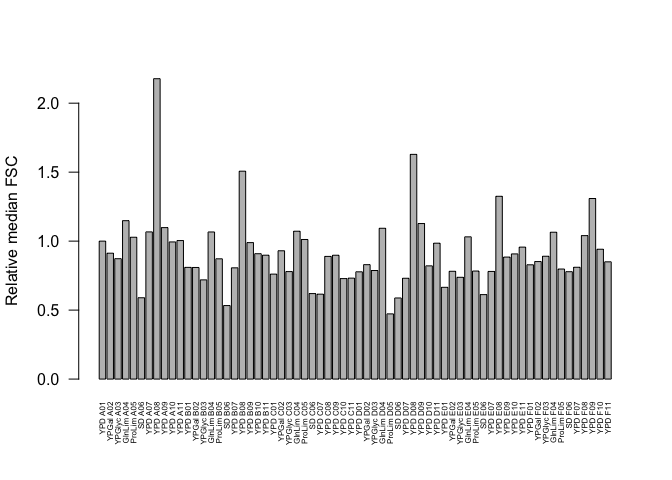 Relative median FSC
2.0
1.5
1.0
0.5
0.0
YPD A01
YPGal A02
YPGlyc A03
GlnLim A04
ProLim A05
SD A06
YPD A07
YPD A08
YPD A09
YPD A10
YPD A11
YPD B01
YPGal B02
YPGlyc B03
GlnLim B04
ProLim B05
SD B06
YPD B07
YPD B08
YPD B09
YPD B10
YPD B11
YPD C01
YPGal C02
YPGlyc C03
GlnLim C04
ProLim C05
SD C06
YPD C07
YPD C08
YPD C09
YPD C10
YPD C11
YPD D01
YPGal D02
YPGlyc D03
GlnLim D04
ProLim D05
SD D06
YPD D07
YPD D08
YPD D09
YPD D10
YPD D11
YPD E01
YPGal E02
YPGlyc E03
GlnLim E04
ProLim E05
SD E06
YPD E07
YPD E08
YPD E09
YPD E10
YPD E11
YPD F01
YPGal F02
YPGlyc F03
GlnLim F04
ProLim F05
SD F06
YPD F07
YPD F08
YPD F09
YPD F10
YPD F11